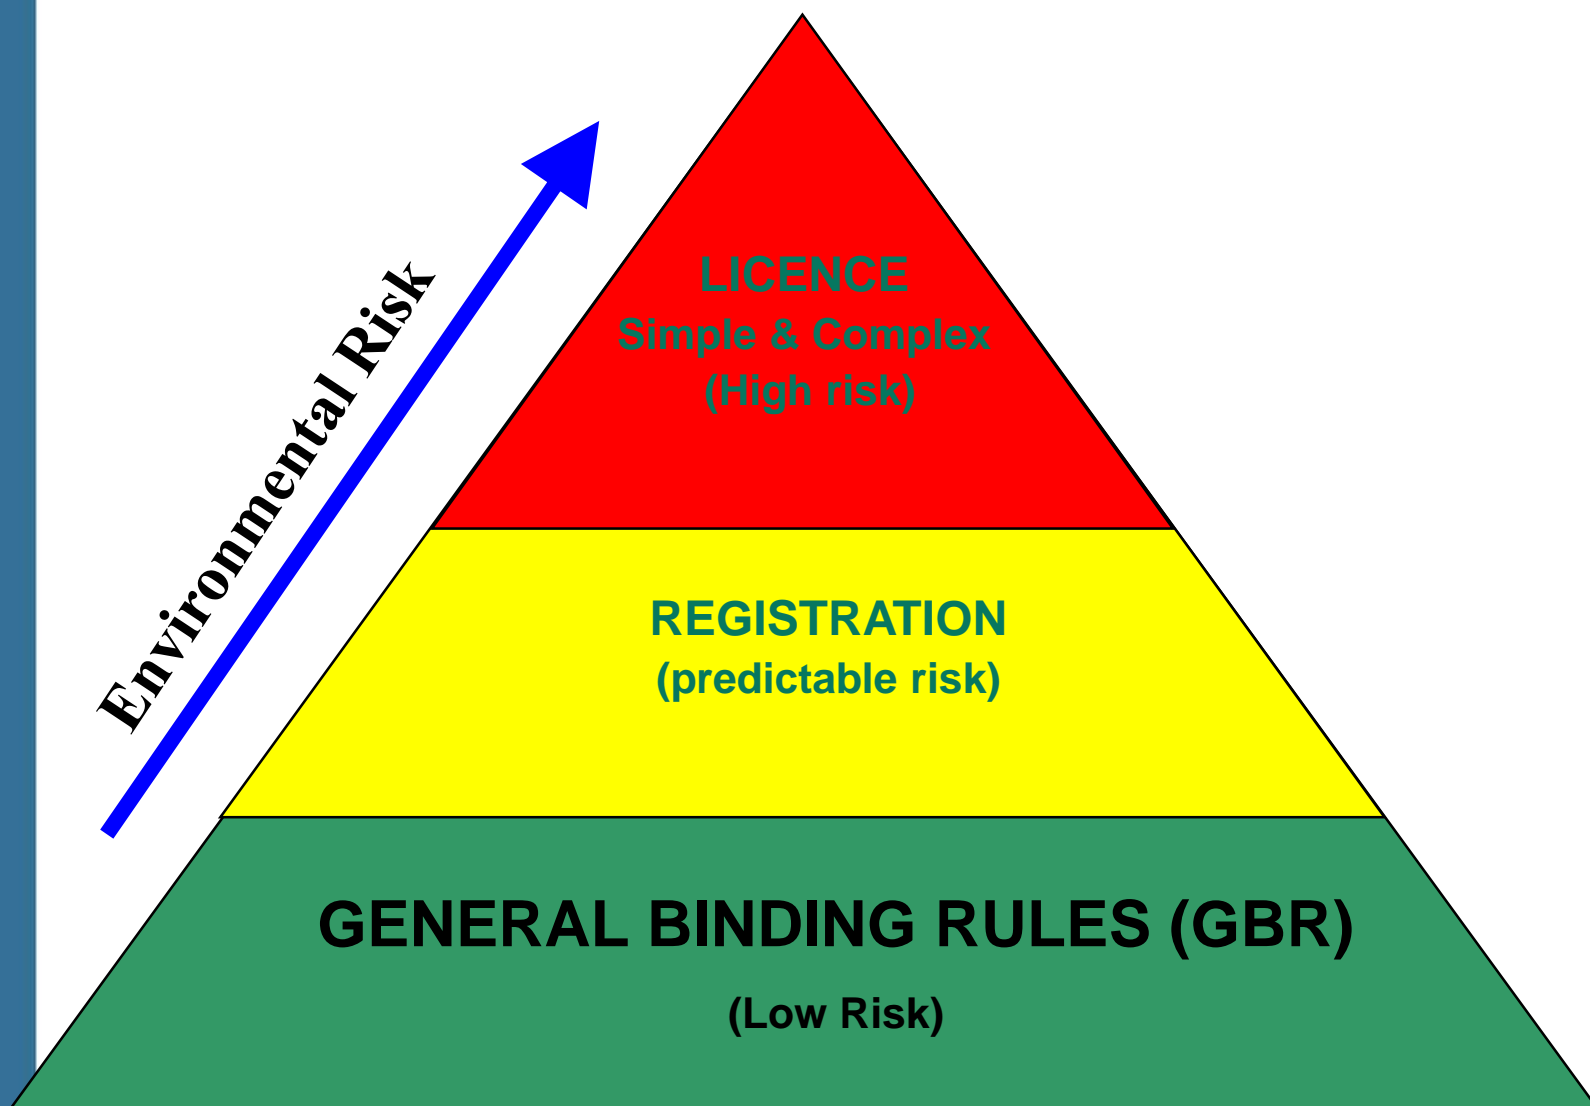 Environmental Risk
LICENCE
Simple & Complex
(High risk)
REGISTRATION
(predictable risk)
GENERAL BINDING RULES (GBR)
(Low Risk)